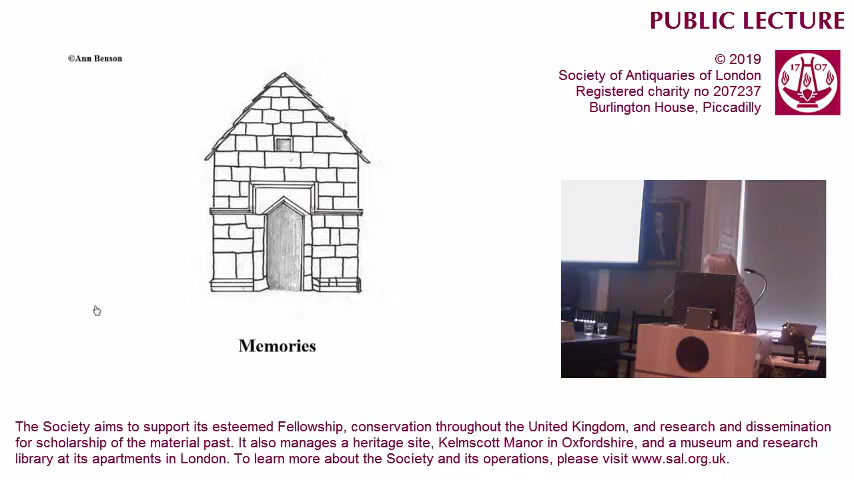 PUBLIC LECTURE
©Ann Benson
© 2019
Society of Antiquaries of London
Registered charity no 207237
Burlington House, Piccadilly
1707
Memories
The Society aims to support its esteemed Fellowship, conservation throughout the United Kingdom, and research and dissemination
for scholarship of the material past. It also manages a heritage site, Kelmscott Manor in Oxfordshire, and a museum and research
library at its apartments in London. To learn more about the Society and its operations, please visit www.sal.org.uk.